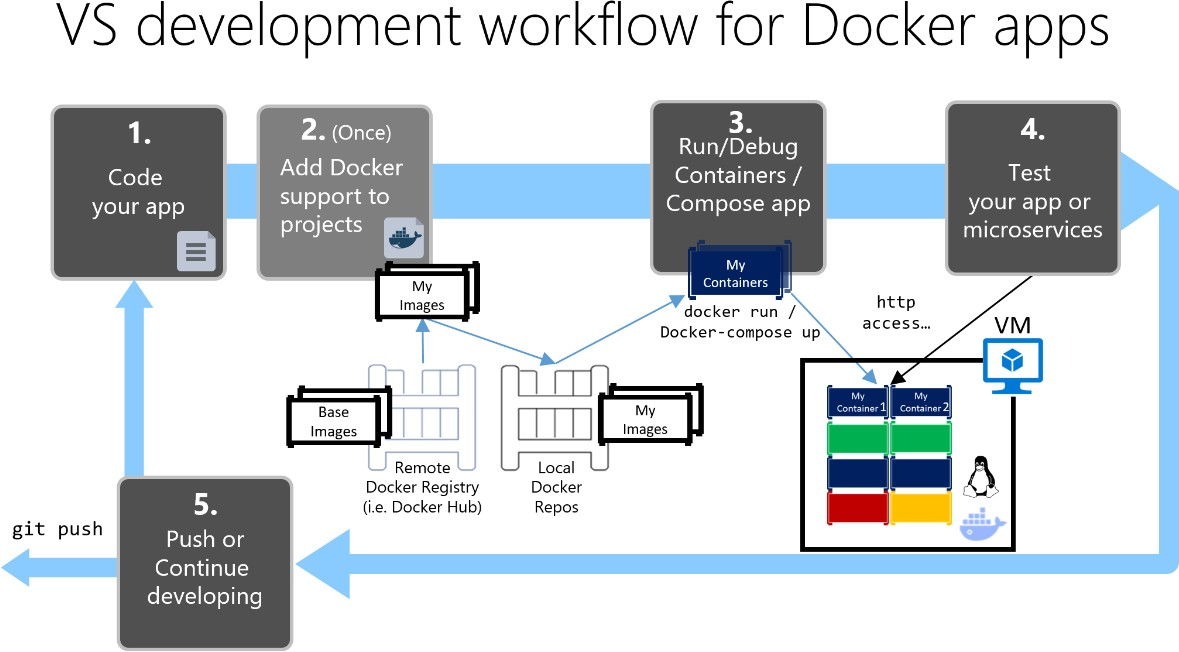 VS development workflow for Docker apps
1.
Code
your app
2. (Once)
Add Docker
support to
projects
My
Images
3.
Run/Debug
Containers /
Compose app
My
Containers
docker run /
Docker-compose up
4.
Test
your app or
microservices
http
access…
VM
My
Container 1
My
Container 2
Base
Images
Remote
Docker Registry
(i.e. Docker Hub)
My
Images
Local
Docker
Repos
5.
Push or
Continue
developing
git push